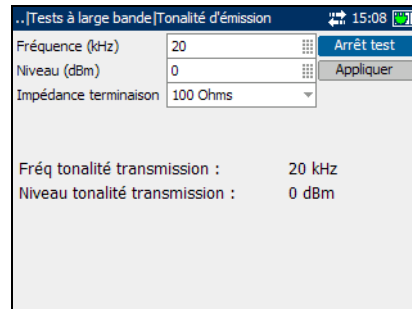 ..|Tests à large bande|Tonalité d'émission 15:08
Fréquence (kHz) 20 Arrêt test
Niveau (dBm) 0 Appliquer
Impédance terminaison 100 Ohms
Fréq tonalité transmission : 20 kHz
Niveau tonalité transmission : 0 dBm